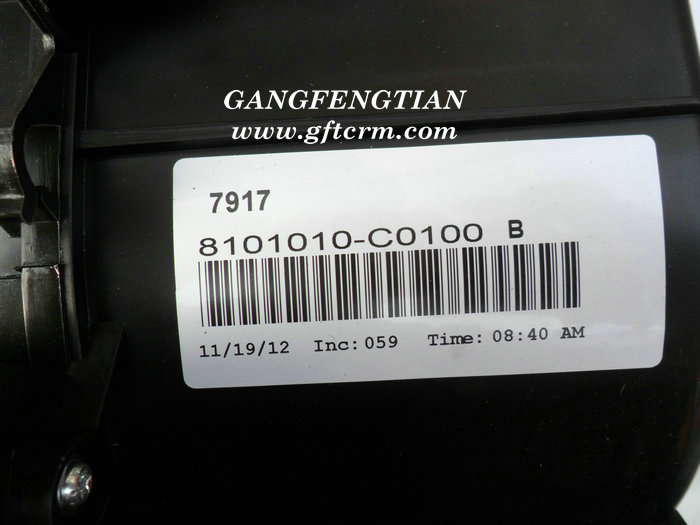 GANGFENGTIAN
www.gftcrm.com
7917
8101010-C0100 B
11/19/12 Inc:059 Time: 08:40 AM